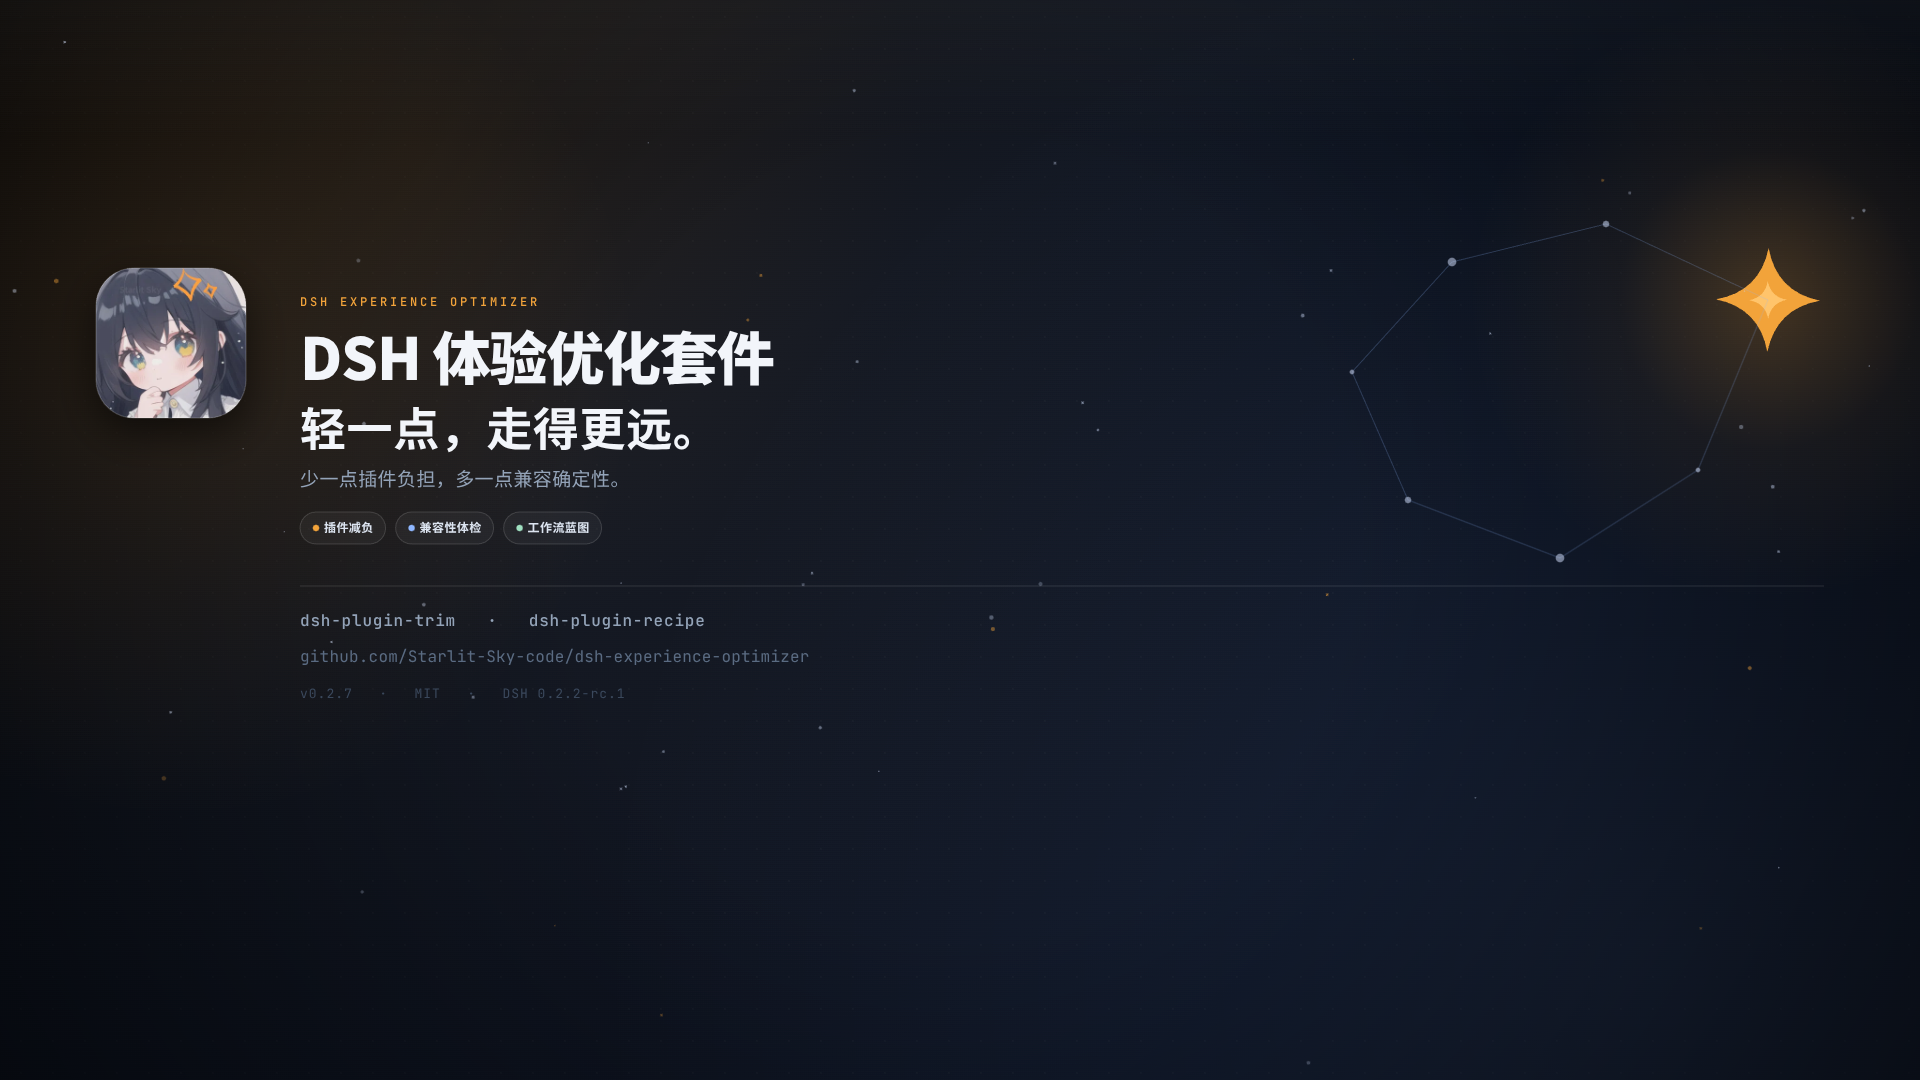 DSH EXPERIENCE OPTIMIZER
DSH 体验优化套件
轻一点，走得更远。
少一点插件负担，多一点兼容确定性。
插件减负 兼容性体检 工作流蓝图
dsh-plugin-trim · dsh-plugin-recipe
github.com/Starlit-Sky-code/dsh-experience-optimizer
v0.2.7 · MIT · DSH 0.2.2-rc.1